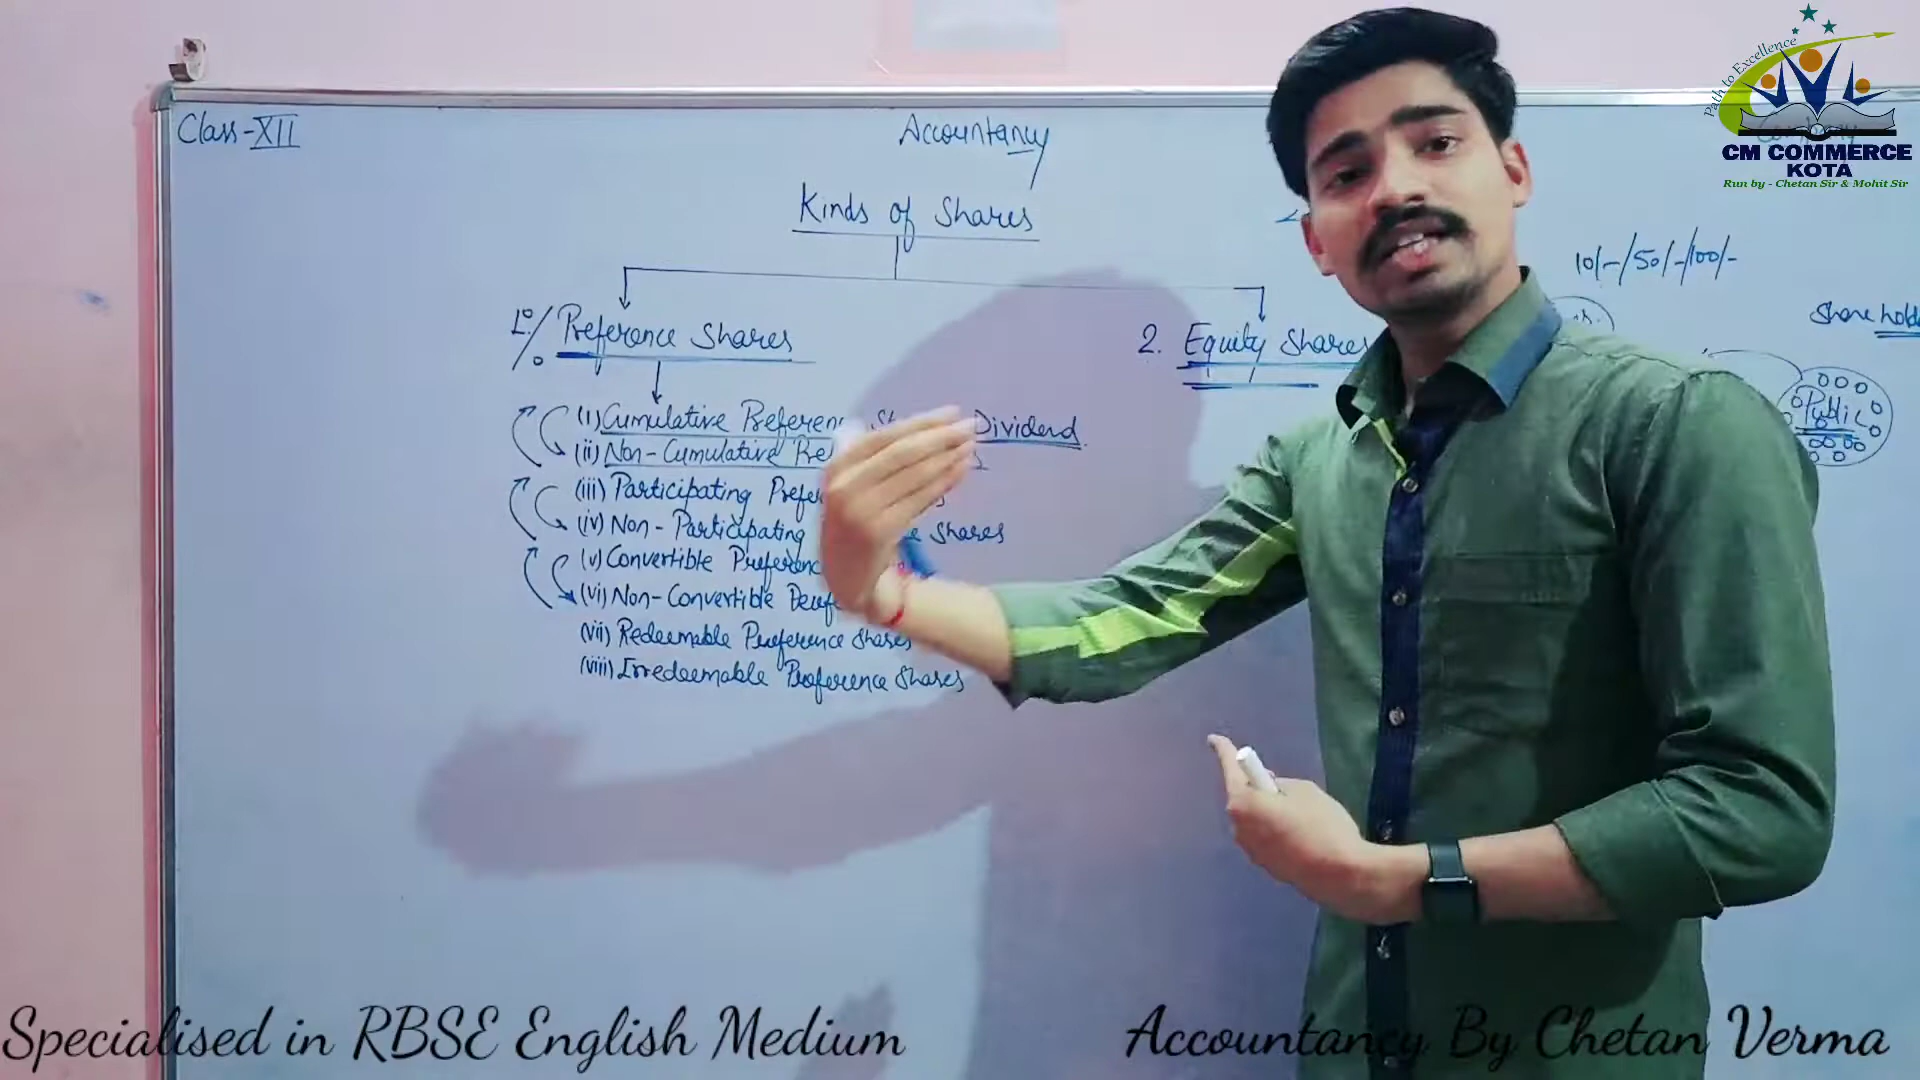 Class-XII
Accountancy
Kinds of Shares
Path to Excellence
CM COMMERCE
KOTA
Run by - Chetan Sir & Mohit Sir
10/-/50/-/100/-
1. % Preference Shares
2. Equity Shares
Public
(i) Cumulative Dividend
(ii) Non-Cumulative
(iii) Participating
(iv) Non-Participating Shares
(v) Convertible
(vi) Non-Convertible
(vii) Redeemable Preference Shares
(viii) Irredeemable Preference Shares
Specialised in RBSE English Medium
Accountancy By Chetan Verma